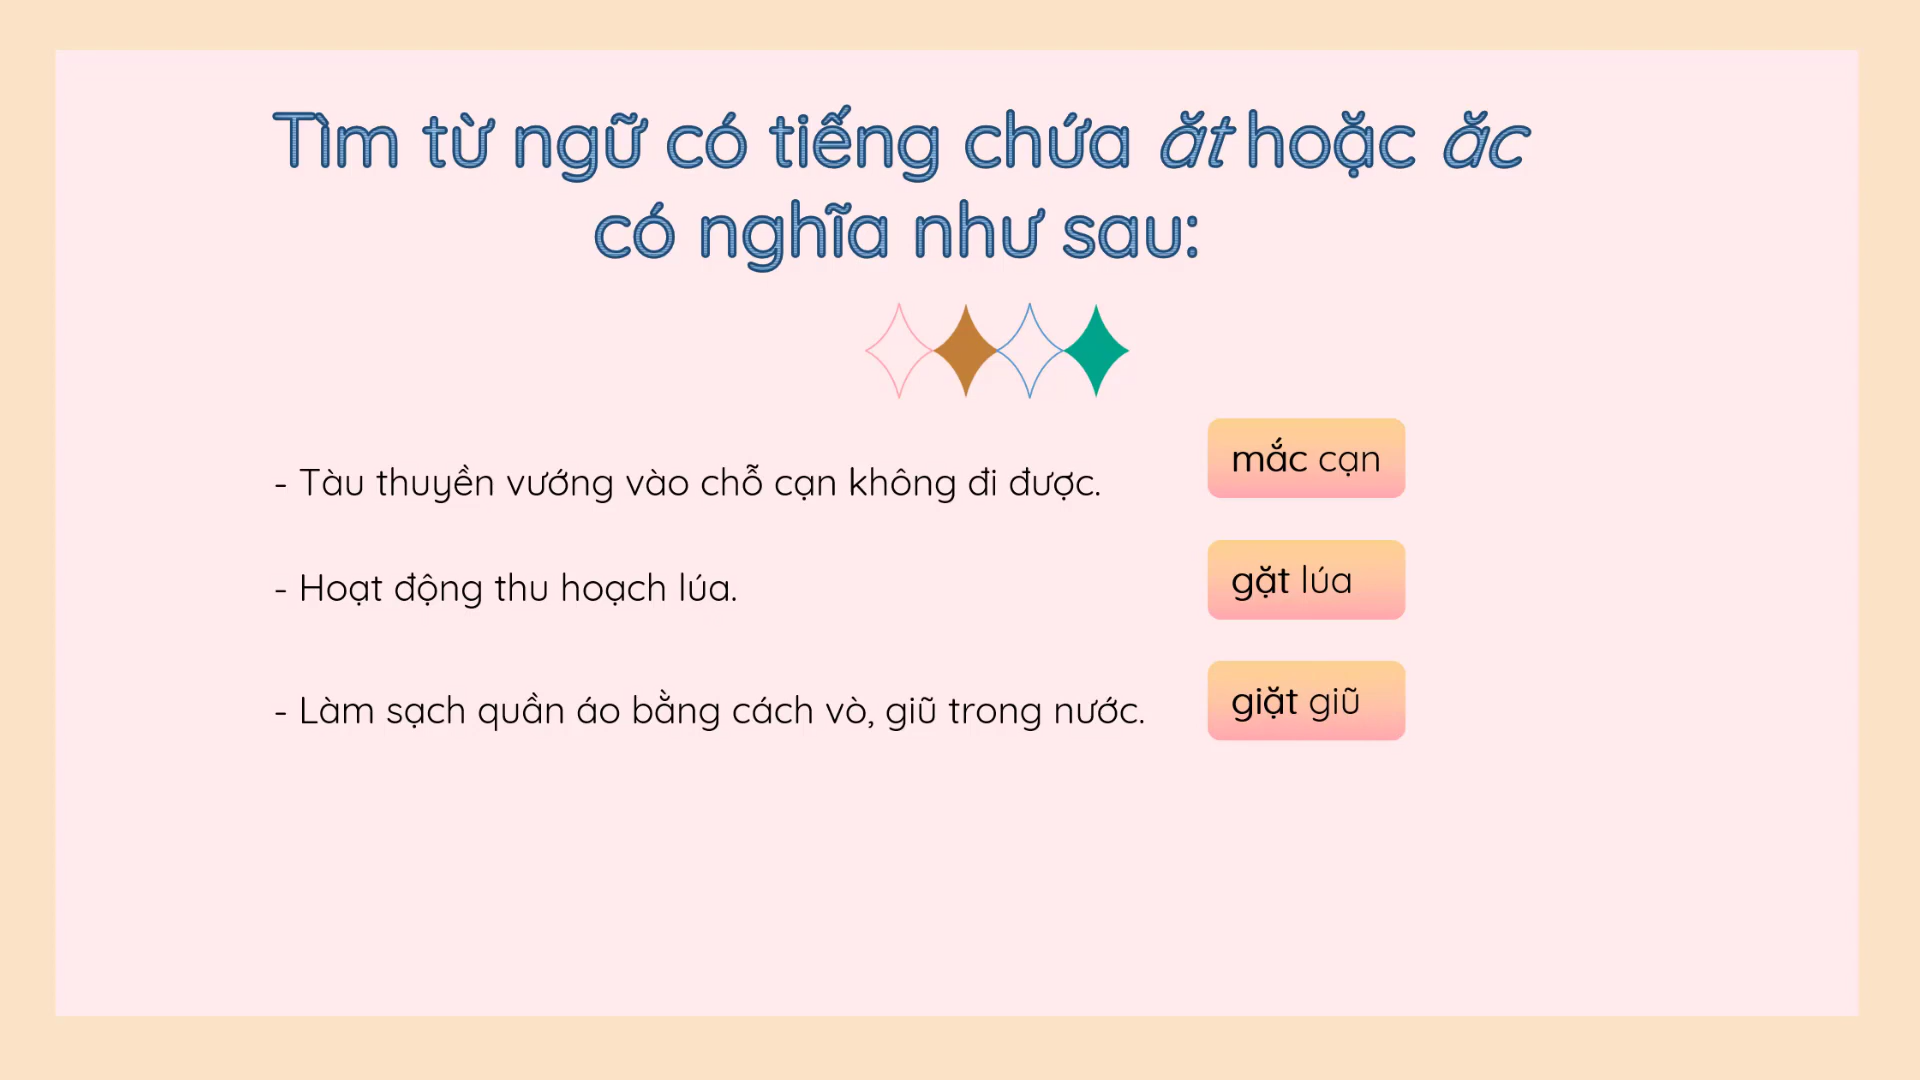 Tìm từ ngữ có tiếng chứa ăt hoặc ăc
có nghĩa như sau:
- Tàu thuyền vướng vào chỗ cạn không đi được.
mắc cạn
- Hoạt động thu hoạch lúa.
gặt lúa
- Làm sạch quần áo bằng cách vò, giũ trong nước.
giặt giũ